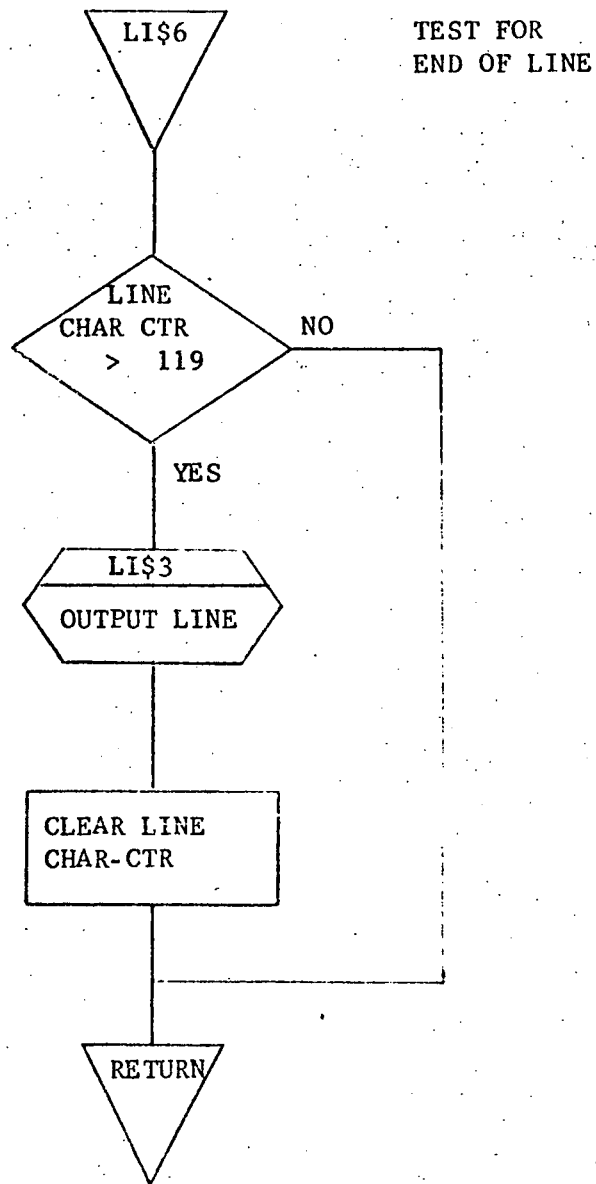 LI$6
TEST FOR
END OF LINE
LINE
CHAR CTR
> 119
NO
YES
LI$3
OUTPUT LINE
CLEAR LINE
CHAR-CTR
RETURN